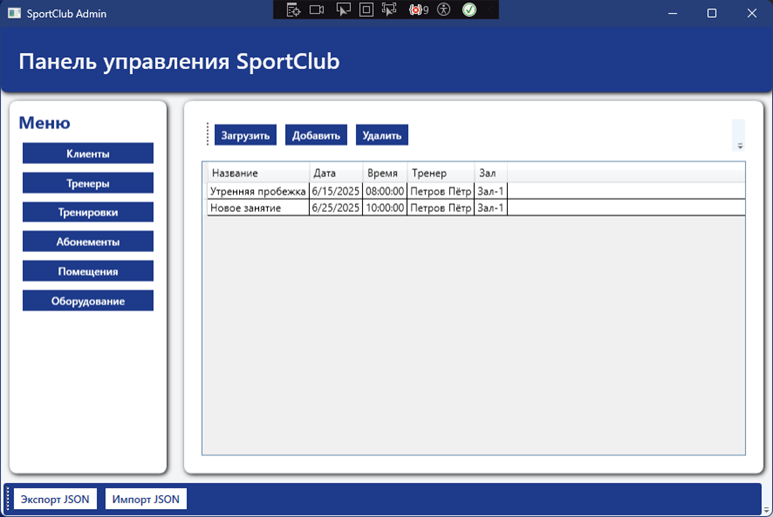 SportClub Admin
9
Панель управления SportClub
Меню
Клиенты
Тренеры
Тренировки
Абонементы
Помещения
Оборудование
Загрузить Добавить Удалить
Название Дата Время Тренер Зал
Утренняя пробежка 6/15/2025 08:00:00 Петров Пётр Зал-1
Новое занятие 6/25/2025 10:00:00 Петров Пётр Зал-1
Экспорт JSON Импорт JSON